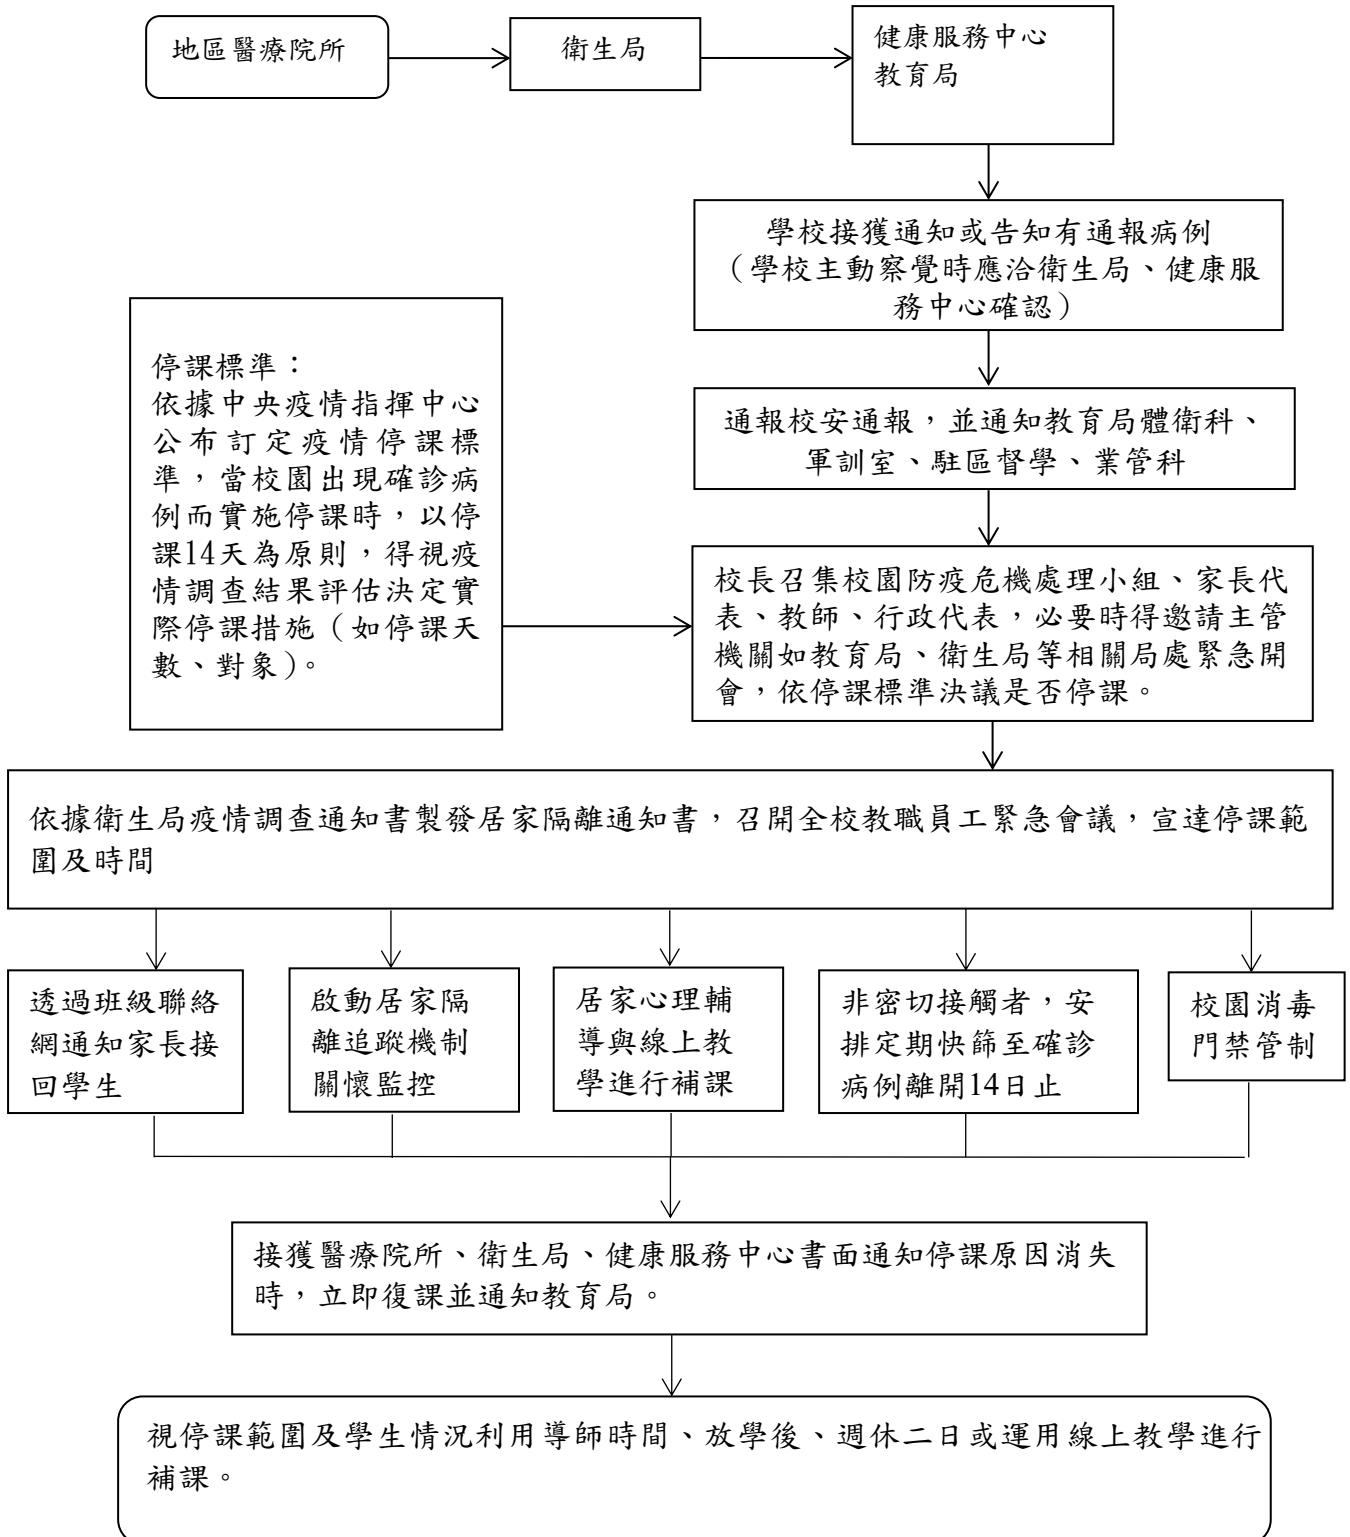 地區醫療院所
衛生局
健康服務中心
教育局
學校接獲通知或告知有通報病例
（學校主動察覺時應洽衛生局、健康服
務中心確認）
停課標準：
依據中央疫情指揮中心
公布訂定疫情停課標
準，當校園出現確診病
例而實施停課時，以停
課14天為原則，得視疫
情調查結果評估決定實
際停課措施（如停課天
數、對象）。
通報校安通報，並通知教育局體衛科、
軍訓室、駐區督學、業管科
校長召集校園防疫危機處理小組、家長代
表、教師、行政代表，必要時得邀請主管
機關如教育局、衛生局等相關局處緊急開
會，依停課標準決議是否停課。
依據衛生局疫情調查通知書製發居家隔離通知書，召開全校教職員工緊急會議，宣達停課範
圍及時間
透過班級聯絡
網通知家長接
回學生
啟動居家隔
離追蹤機制
關懷監控
居家心理輔
導與線上教
學進行補課
非密切接觸者，安
排定期快篩至確診
病例離開14日止
校園消毒
門禁管制
接獲醫療院所、衛生局、健康服務中心書面通知停課原因消失
時，立即復課並通知教育局。
視停課範圍及學生情況利用導師時間、放學後、週休二日或運用線上教學進行
補課。